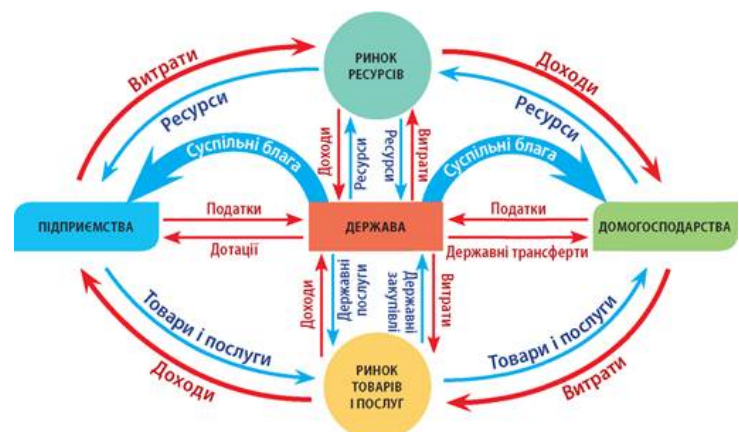 РИНОК
РЕСУРСІВ
Витрати
Доходи
Ресурси
Ресурси
Суспільні блага
Суспільні блага
Доходи
Ресурси
Ресурси
Витрати
ПІДПРИЄМСТВА
Податки
ДЕРЖАВА
Податки
ДОМОГОСПОДАРСТВА
Дотації
Державні трансферти
Доходи
Державні
послуги
Державні
закупівлі
Витрати
Товари і послуги
Товари і послуги
Доходи
Витрати
РИНОК
ТОВАРІВ
І ПОСЛУГ